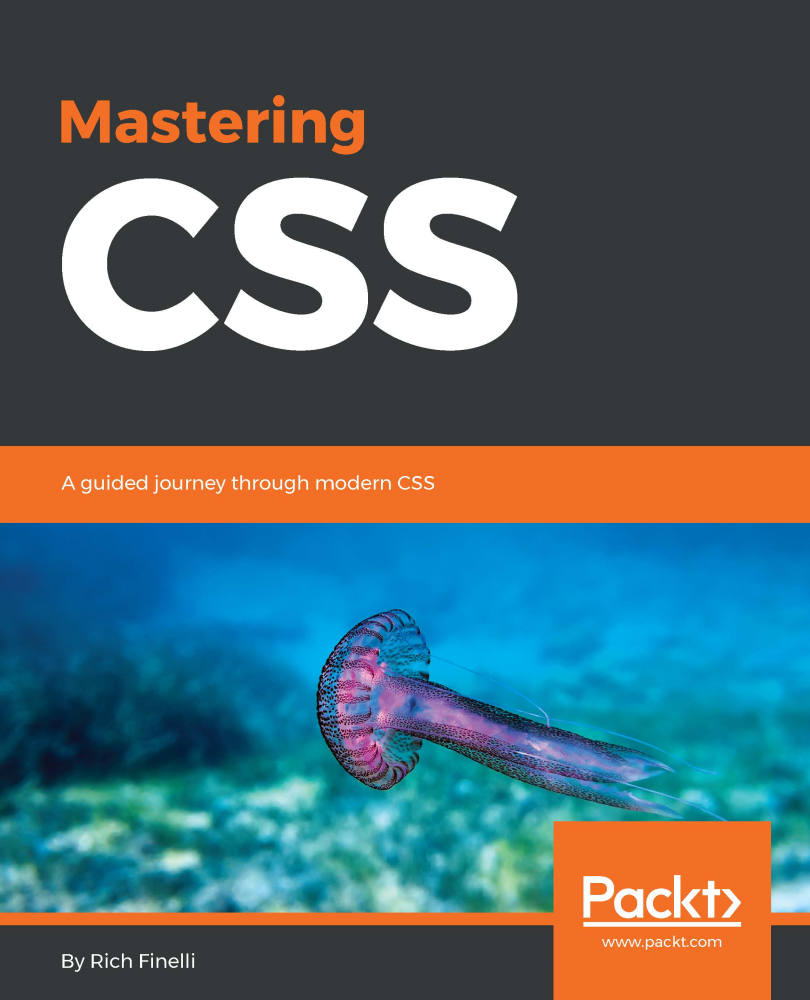 Mastering
CSS
A guided journey through modern CSS
Packt>
www.packt.com
By Rich Finelli